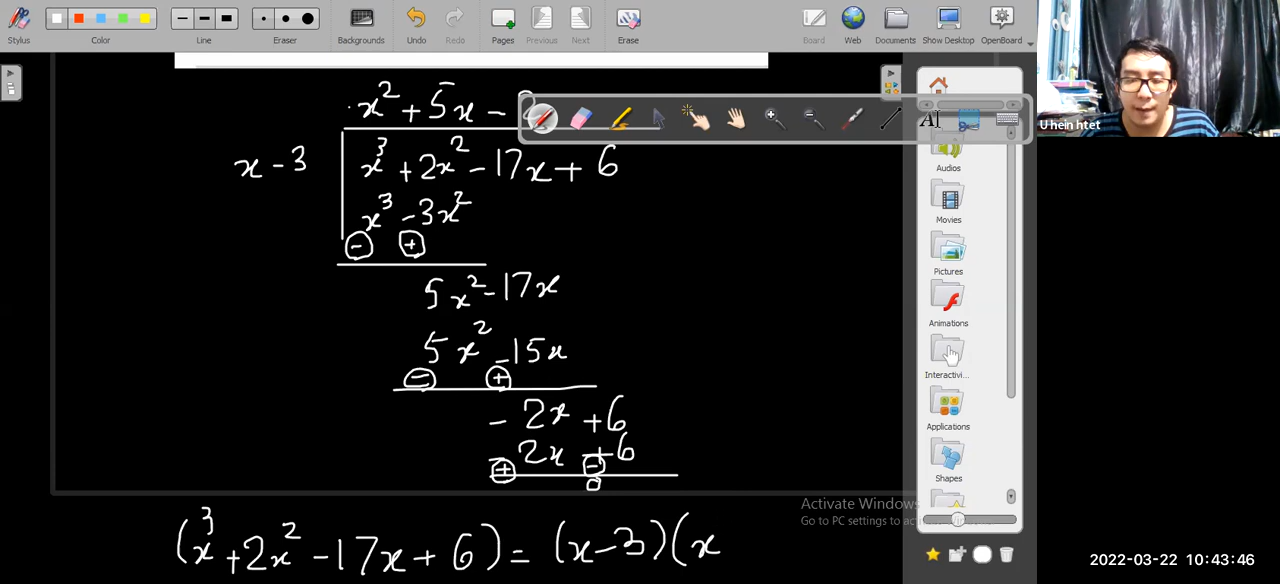 Stylus Color Line Eraser Backgrounds Undo Redo Pages Previous Next Erase Board Web Documents Show Desktop OpenBoard
U hein htet
x² + 5x -
x - 3 x³ + 2x² - 17x + 6
x³ - 3x²
- +
5x² - 17x
5x² - 15x
- +
- 2x + 6
- 2x + 6
+ -
0
(x³ + 2x² - 17x + 6) = (x - 3)(x
A
Audios
Movies
Pictures
Animations
Interactivi...
Applications
Shapes
Activate Windows
Go to PC settings to
2022-03-22 10:43:46